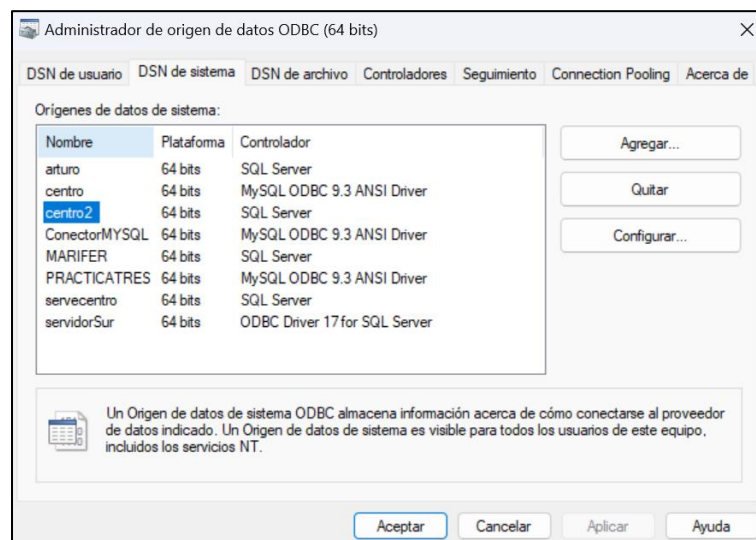 Administrador de origen de datos ODBC (64 bits)
DSN de usuario DSN de sistema DSN de archivo Controladores Seguimiento Connection Pooling Acerca de
Orígenes de datos de sistema:
Nombre Plataforma Controlador
arturo 64 bits SQL Server
centro 64 bits MySQL ODBC 9.3 ANSI Driver
centro2 64 bits SQL Server
ConectorMYSQL 64 bits MySQL ODBC 9.3 ANSI Driver
MARIFER 64 bits SQL Server
PRACTICATRES 64 bits MySQL ODBC 9.3 ANSI Driver
servecentro 64 bits SQL Server
servidorSur 64 bits ODBC Driver 17 for SQL Server
Agregar...
Quitar
Configurar...
Un Origen de datos de sistema ODBC almacena información acerca de cómo conectarse al proveedor
de datos indicado. Un Origen de datos de sistema es visible para todos los usuarios de este equipo,
incluidos los servicios NT.
Aceptar Cancelar Aplicar Ayuda